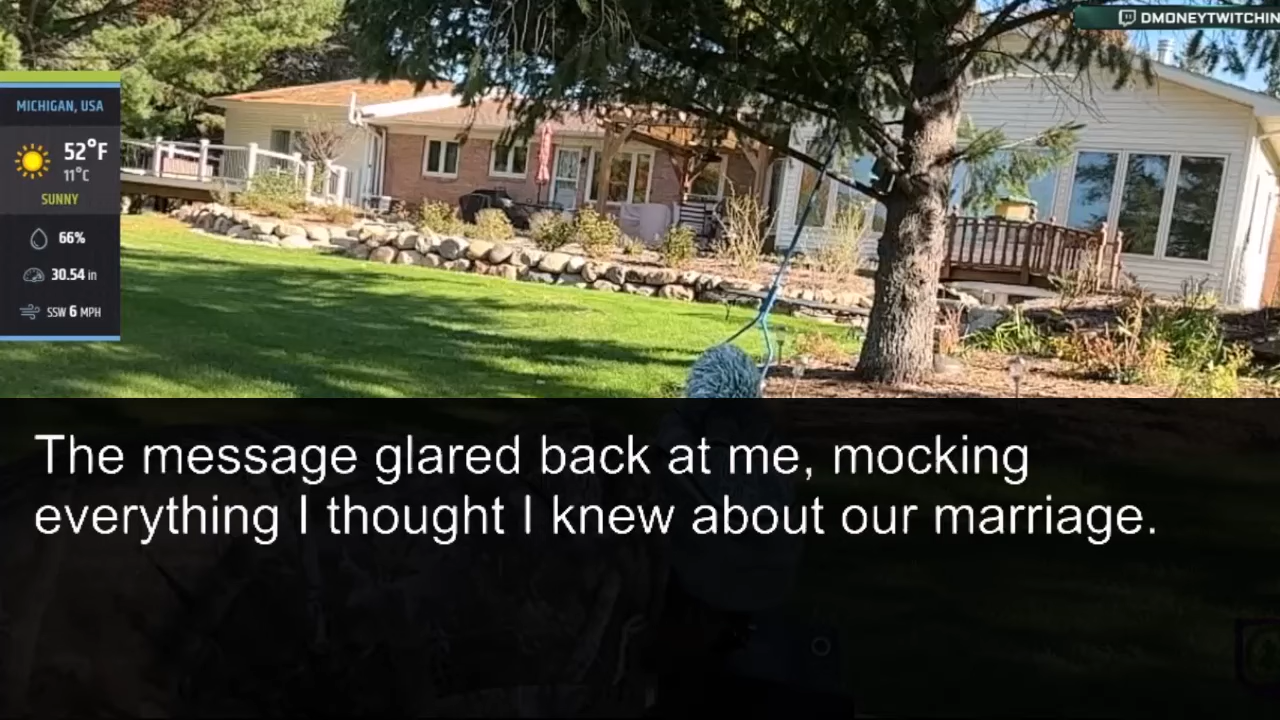 DMONEYTWITCHIN
MICHIGAN, USA
52°F
11°C
SUNNY
66%
30.54 in
SSW 6 MPH
The message glared back at me, mocking
everything I thought I knew about our marriage.